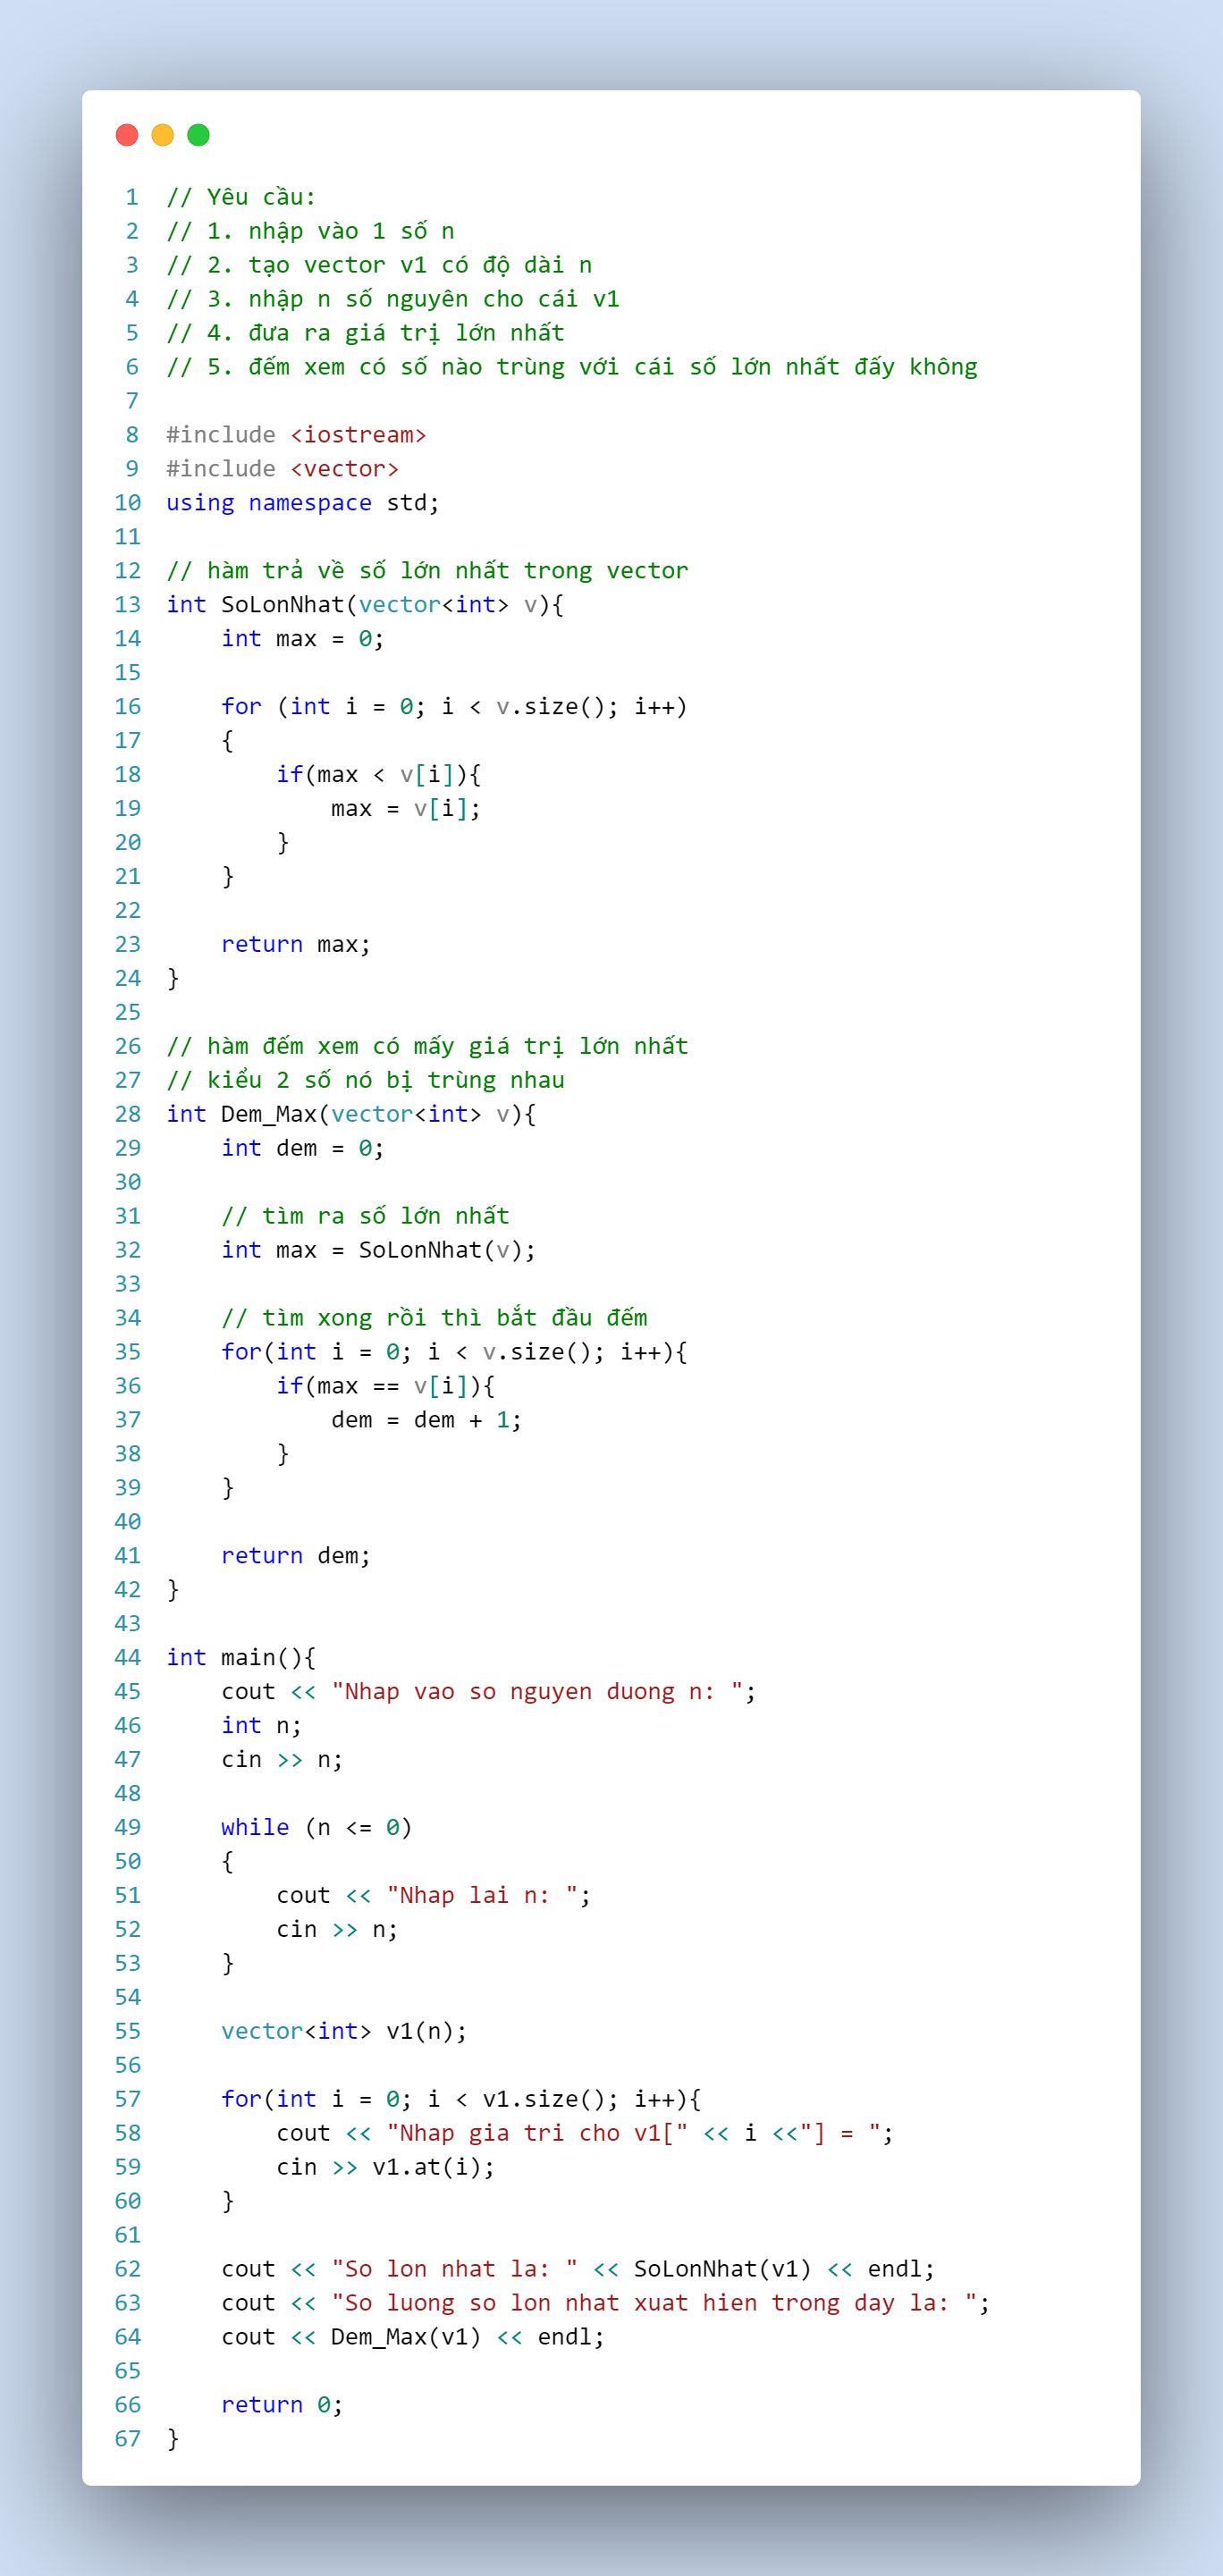 1 // Yêu cầu:
2 // 1. nhập vào 1 số n
3 // 2. tạo vector v1 có độ dài n
4 // 3. nhập n số nguyên cho cái v1
5 // 4. đưa ra giá trị lớn nhất
6 // 5. đếm xem có số nào trùng với cái số lớn nhất đấy không
7
8 #include <iostream>
9 #include <vector>
10 using namespace std;
11
12 // hàm trả về số lớn nhất trong vector
13 int SoLonNhat(vector<int> v){
14     int max = 0;
15
16     for (int i = 0; i < v.size(); i++)
17     {
18         if(max < v[i]){
19             max = v[i];
20         }
21     }
22
23     return max;
24 }
25
26 // hàm đếm xem có mấy giá trị lớn nhất
27 // kiểu 2 số nó bị trùng nhau
28 int Dem_Max(vector<int> v){
29     int dem = 0;
30
31     // tìm ra số lớn nhất
32     int max = SoLonNhat(v);
33
34     // tìm xong rồi thì bắt đầu đếm
35     for(int i = 0; i < v.size(); i++){
36         if(max == v[i]){
37             dem = dem + 1;
38         }
39     }
40
41     return dem;
42 }
43
44 int main(){
45     cout << "Nhap vao so nguyen duong n: ";
46     int n;
47     cin >> n;
48
49     while (n <= 0)
50     {
51         cout << "Nhap lai n: ";
52         cin >> n;
53     }
54
55     vector<int> v1(n);
56
57     for(int i = 0; i < v1.size(); i++){
58         cout << "Nhap gia tri cho v1[" << i <<"] = ";
59         cin >> v1.at(i);
60     }
61
62     cout << "So lon nhat la: " << SoLonNhat(v1) << endl;
63     cout << "So luong so lon nhat xuat hien trong day la: ";
64     cout << Dem_Max(v1) << endl;
65
66     return 0;
67 }